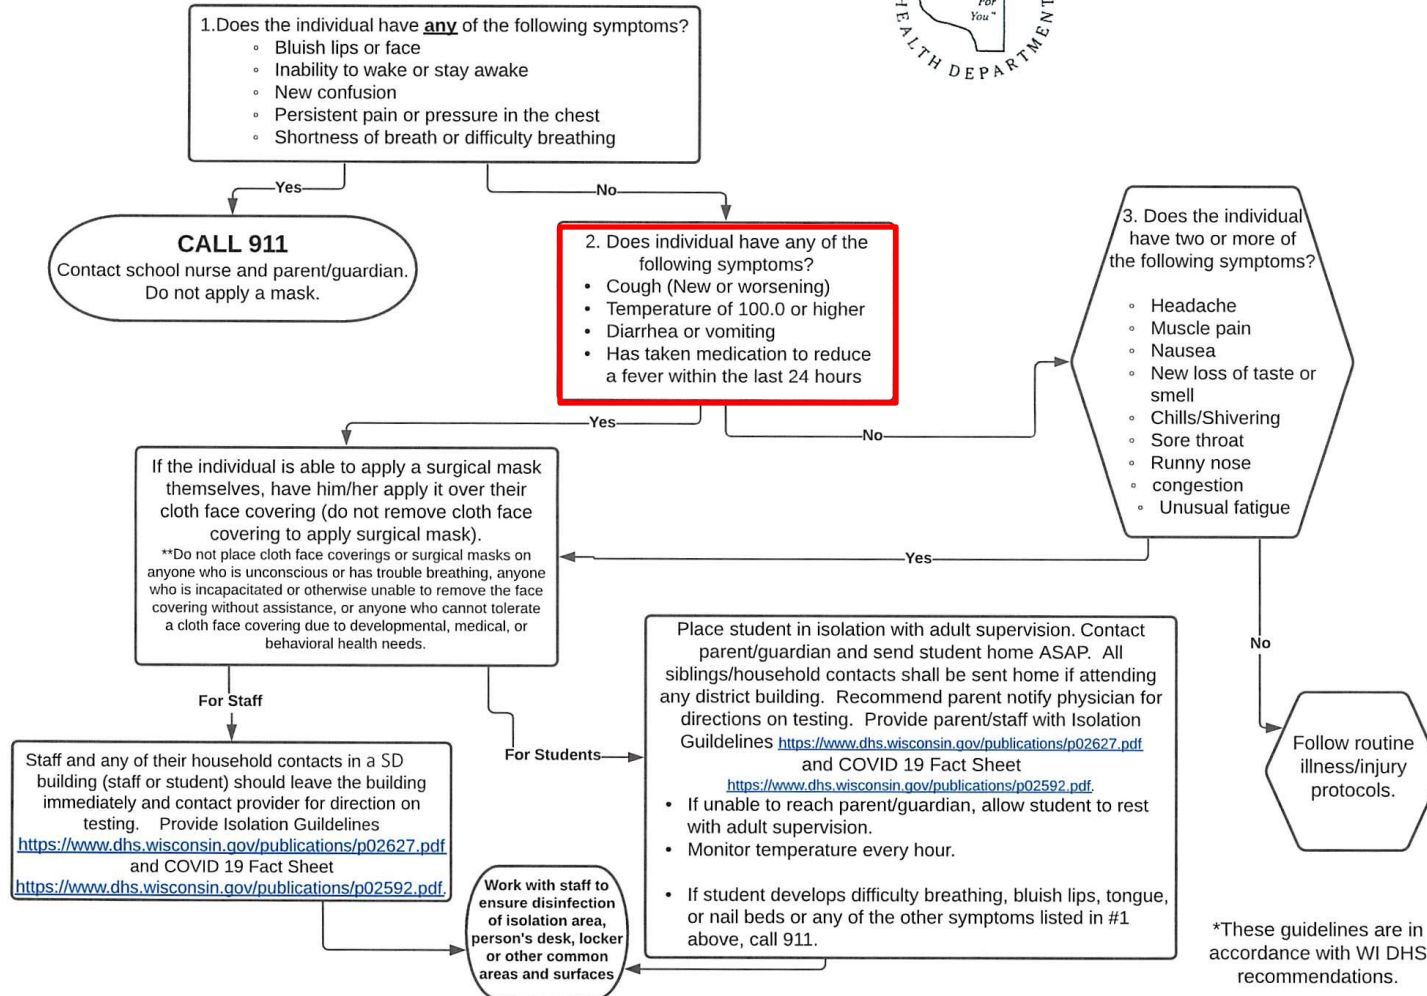 For
You"
HEALTH DEPARTMENT
1.Does the individual have any of the following symptoms?
◦ Bluish lips or face
◦ Inability to wake or stay awake
◦ New confusion
◦ Persistent pain or pressure in the chest
◦ Shortness of breath or difficulty breathing
Yes
No
CALL 911
Contact school nurse and parent/guardian.
Do not apply a mask.
2. Does individual have any of the
following symptoms?
• Cough (New or worsening)
• Temperature of 100.0 or higher
• Diarrhea or vomiting
• Has taken medication to reduce
a fever within the last 24 hours
3. Does the individual
have two or more of
the following symptoms?
◦ Headache
◦ Muscle pain
◦ Nausea
◦ New loss of taste or
smell
◦ Chills/Shivering
◦ Sore throat
◦ Runny nose
◦ congestion
◦ Unusual fatigue
Yes
No
If the individual is able to apply a surgical mask
themselves, have him/her apply it over their
cloth face covering (do not remove cloth face
covering to apply surgical mask).
**Do not place cloth face coverings or surgical masks on
anyone who is unconscious or has trouble breathing, anyone
who is incapacitated or otherwise unable to remove the face
covering without assistance, or anyone who cannot tolerate
a cloth face covering due to developmental, medical, or
behavioral health needs.
Yes
No
For Staff
For Students
Staff and any of their household contacts in a SD
building (staff or student) should leave the building
immediately and contact provider for direction on
testing. Provide Isolation Guildelines
https://www.dhs.wisconsin.gov/publications/p02627.pdf
and COVID 19 Fact Sheet
https://www.dhs.wisconsin.gov/publications/p02592.pdf.
Place student in isolation with adult supervision. Contact
parent/guardian and send student home ASAP. All
siblings/household contacts shall be sent home if attending
any district building. Recommend parent notify physician for
directions on testing. Provide parent/staff with Isolation
Guildelines https://www.dhs.wisconsin.gov/publications/p02627.pdf
and COVID 19 Fact Sheet
https://www.dhs.wisconsin.gov/publications/p02592.pdf.
• If unable to reach parent/guardian, allow student to rest
with adult supervision.
• Monitor temperature every hour.
• If student develops difficulty breathing, bluish lips, tongue,
or nail beds or any of the other symptoms listed in #1
above, call 911.
Follow routine
illness/injury
protocols.
Work with staff to
ensure disinfection
of isolation area,
person's desk, locker
or other common
areas and surfaces
*These guidelines are in
accordance with WI DHS
recommendations.